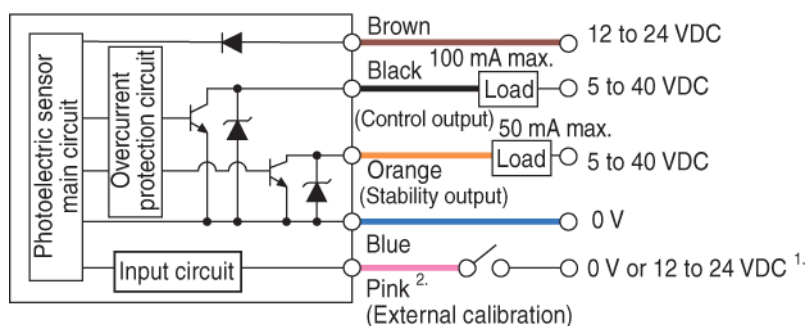 Photoelectric sensor
main circuit
Overcurrent
protection circuit
Input circuit
Brown
12 to 24 VDC
100 mA max.
Black
Load
5 to 40 VDC
(Control output)
50 mA max.
Load
5 to 40 VDC
Orange
(Stability output)
0 V
Blue
0 V or 12 to 24 VDC 1.
Pink 2.
(External calibration)